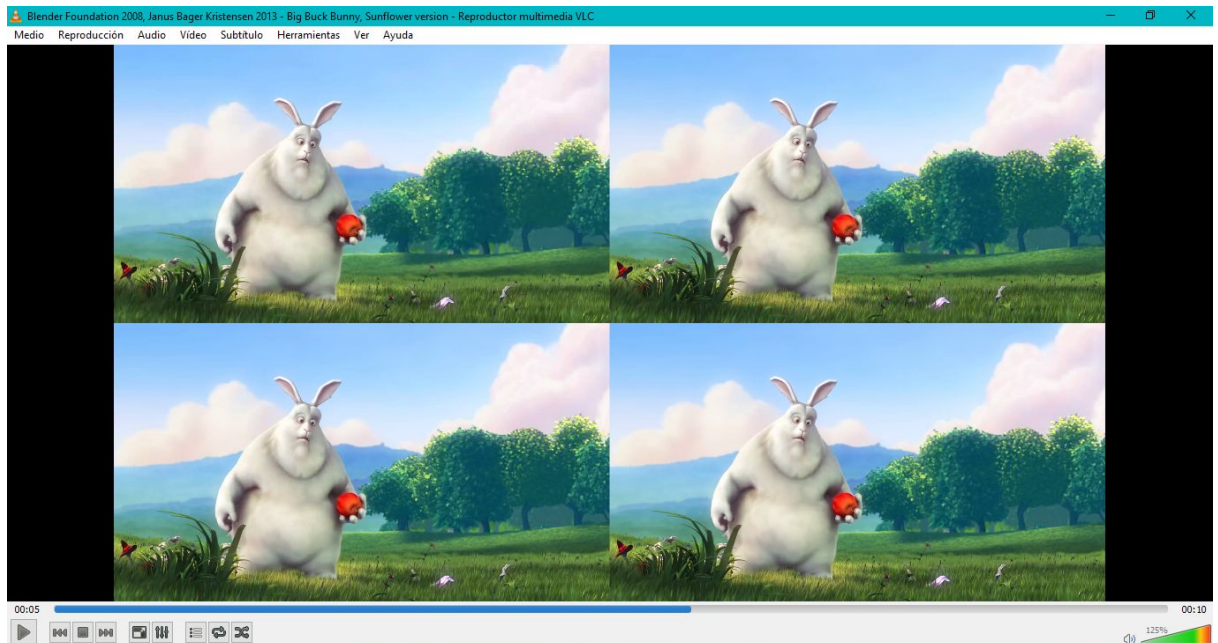 Blender Foundation 2008, Janus Bager Kristensen 2013 - Big Buck Bunny, Sunflower version - Reproductor multimedia VLC
Medio Reproducción Audio Vídeo Subtítulo Herramientas Ver Ayuda
00:05 00:10
125%